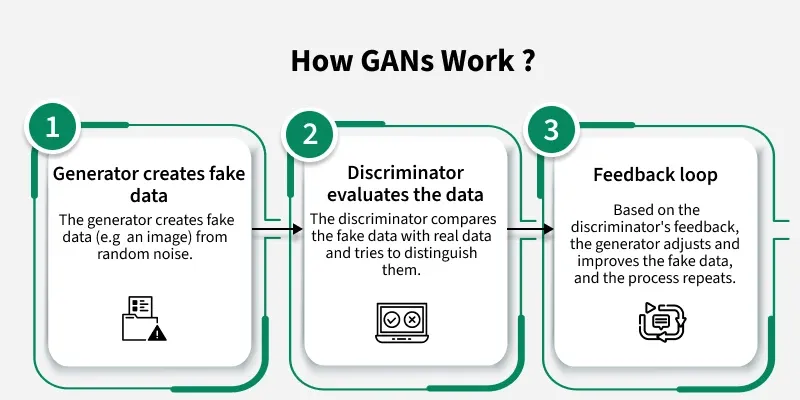 How GANs Work ?
1
Generator creates fake
data
The generator creates fake
data (e.g an image) from
random noise.
2
Discriminator
evaluates the data
The discriminator compares
the fake data with real data
and tries to distinguish
them.
3
Feedback loop
Based on the
discriminator's feedback,
the generator adjusts and
improves the fake data,
and the process repeats.